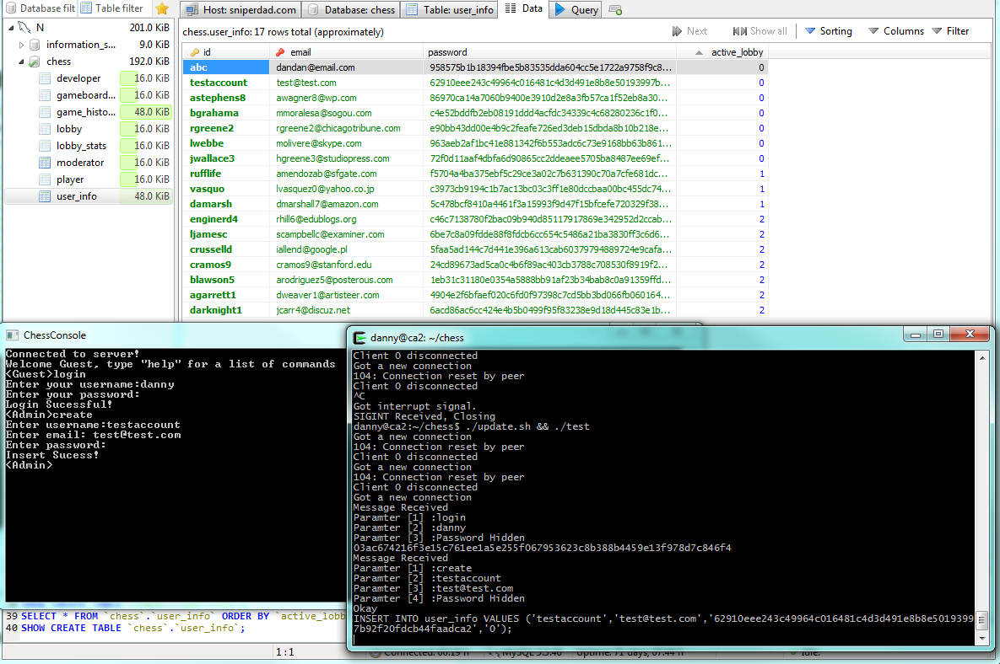 Database filt Table filter Host: sniperdad.com Database: chess Table: user_info Data Query
N 201.0 KiB
information_s... 9.0 KiB
chess 192.0 KiB
developer 16.0 KiB
gameboard... 16.0 KiB
game_histo... 48.0 KiB
lobby 16.0 KiB
lobby_stats 16.0 KiB
moderator 16.0 KiB
player 16.0 KiB
user_info 48.0 KiB
chess.user_info: 17 rows total (approximately) Next Show all Sorting Columns Filter
id email password active_lobby
abc dandan@email.com 958575b1b18394fbe5b83535dda604cc5e1722a9758f9c8... 0
testaccount test@test.com 62910eee243c49964c016481c4d3d491e8b8e50193997b... 0
astephens8 awagner8@wp.com 86970ca14a7060b9400e3910d2e8a3fb57ca1f52eb8a30... 0
bgrahama mmoralesa@sogou.com c4e52bddfb2eb08191ddd4acfdc34339c4c68280236c1f0... 0
rgreene2 rgreene2@chicagotribune.com e90bb43dd00e4b9c2feafe726ed3deb15dbda8b10b218e... 0
lwebbe molivere@skype.com 963aeb2af1bc41e881342f6b553adc6c73e9168bb63b861... 0
jwallace3 hgreene3@studiopress.com 72f0d11aaf4dbfa6d90865cc2ddeaee5705ba8487ee69ef... 0
rufflife amendozab@sfgate.com f5704a4ba375ebf5c29ce3a02c7b631390c70a7cfe681dc... 1
vasquo lvasquez0@yahoo.co.jp c3973cb9194c1b7ac13bc03c3ff1e80dccbaa00bc455dc74... 1
damarsh dmarshall7@amazon.com 5c478bcf8410a4461f3a15993f9d47f15bfcefe720329f38... 1
enginerd4 rhill6@edublogs.org c46c7138780f2bac09b940d85117917869e342952d2ccab... 2
ljamesc scampbellc@examiner.com 6be7c8a09fdde88f8fdcb6cc654c5486a21ba3830ff3c6d6... 2
crusselld iallend@google.pl 5faa5ad144c7d441e396a613cab60379794889724e9cafa... 2
cramos9 cramos9@stanford.edu 24cd89673ad5ca0c4b6f89ac403cb3788c708530f8919f2... 2
blawson5 arodriguez5@posterous.com 1eb31c31180e0354a5888bb91af23b34bab8c0a91359ffd... 2
agarrett1 dweaver1@artisteer.com 4904e2f6bfaef020c6fd0f97398c7cd5bb3bd066fb060164... 2
darknight1 jcarr4@discuz.net 6acd86ac6cc424e4b5b0499f95f83238e9d18d445c83e1b... 2
ChessConsole
Connected to server!
Welcome Guest, type "help" for a list of commands
<Guest>login
Enter your username:danny
Enter your password:
Login Sucessful!
<Admin>create
Enter username:testaccount
Enter email: test@test.com
Enter password:
Insert Sucess!
<Admin>
danny@ca2: ~/chess
Client 0 disconnected
Got a new connection
104: Connection reset by peer
Client 0 disconnected
^C
Got interrupt signal.
SIGINT Received, Closing
danny@ca2:~/chess$ ./update.sh && ./test
Got a new connection
104: Connection reset by peer
Client 0 disconnected
Got a new connection
104: Connection reset by peer
Client 0 disconnected
Got a new connection
Message Received
Paramter [1] :login
Paramter [2] :danny
Paramter [3] :Password Hidden
03ac674216f3e15c761ee1a5e255f067953623c8b388b4459e13f978d7c846f4
Message Received
Paramter [1] :create
Paramter [2] :testaccount
Paramter [3] :test@test.com
Paramter [4] :Password Hidden
Okay
INSERT INTO user_info VALUES ('testaccount','test@test.com','62910eee243c49964c016481c4d3d491e8b8e5019399
7b92f20fdcb44faadca2','0');
39 SELECT * FROM `chess`.`user_info` ORDER BY `active_lobb
40 SHOW CREATE TABLE `chess`.`user_info`;
1:1